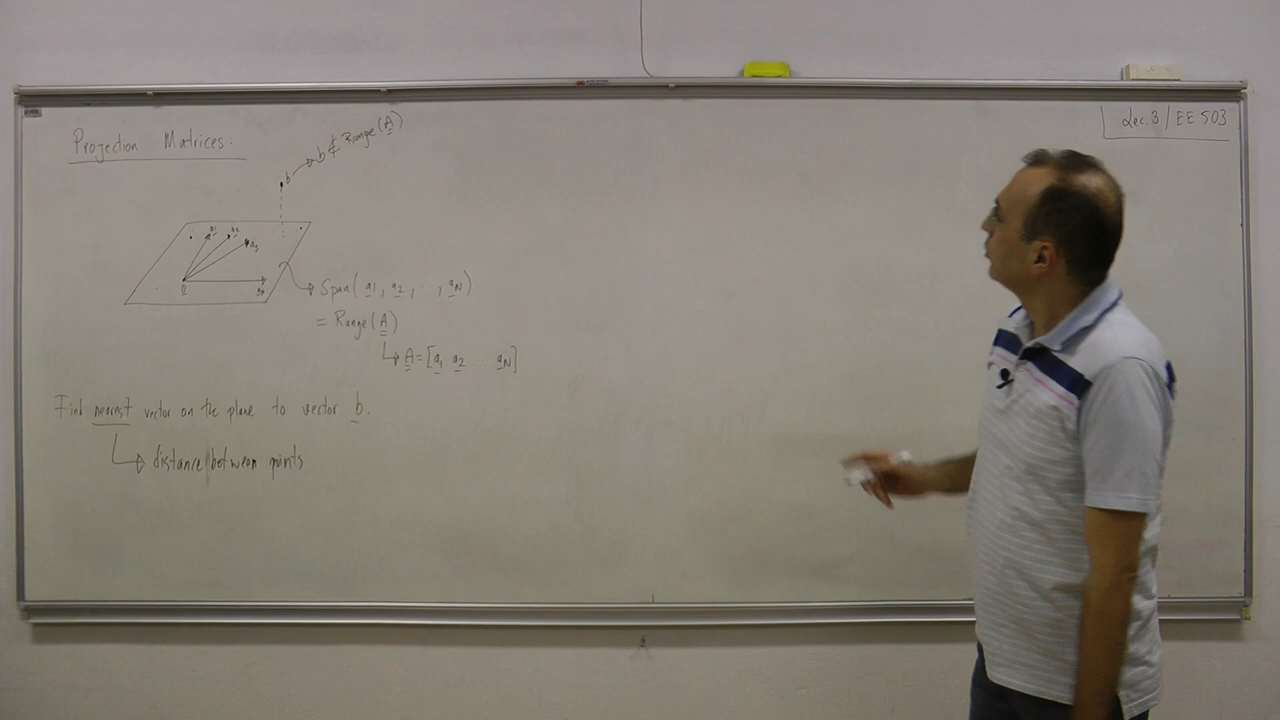 Projection Matrices.
b → b ∉ Range(A)
a1 a2 a3 aN
0
Span(a1, a2, .., aN)
= Range(A)
A = [a1 a2 ... aN]
Find nearest vector on the plane to vector b.
distance between points
Lec.3 / EE 503